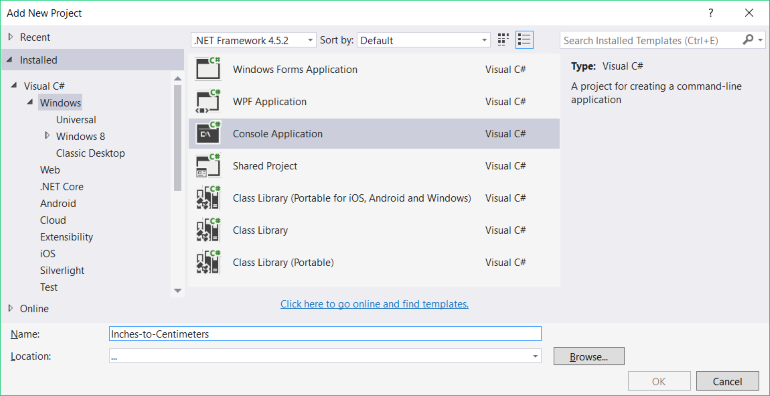 Add New Project
? ×
Recent
Installed
Visual C#
Windows
Universal
Windows 8
Classic Desktop
Web
.NET Core
Android
Cloud
Extensibility
iOS
Silverlight
Test
Online
.NET Framework 4.5.2 Sort by: Default
Windows Forms Application Visual C#
WPF Application Visual C#
Console Application Visual C#
Shared Project Visual C#
Class Library (Portable for iOS, Android and Windows) Visual C#
Class Library Visual C#
Class Library (Portable) Visual C#
Click here to go online and find templates.
Search Installed Templates (Ctrl+E)
Type: Visual C#
A project for creating a command-line
application
Name: Inches-to-Centimeters
Location: ... Browse...
OK Cancel